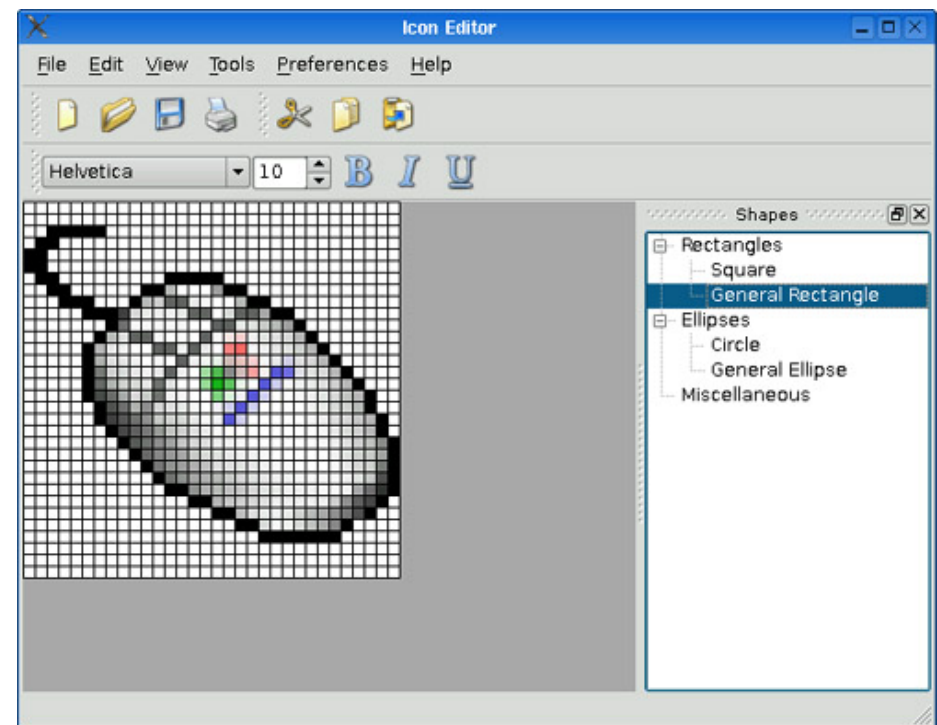 Icon Editor
File Edit View Tools Preferences Help
Helvetica 10 B I U
Shapes
Rectangles
Square
General Rectangle
Ellipses
Circle
General Ellipse
Miscellaneous